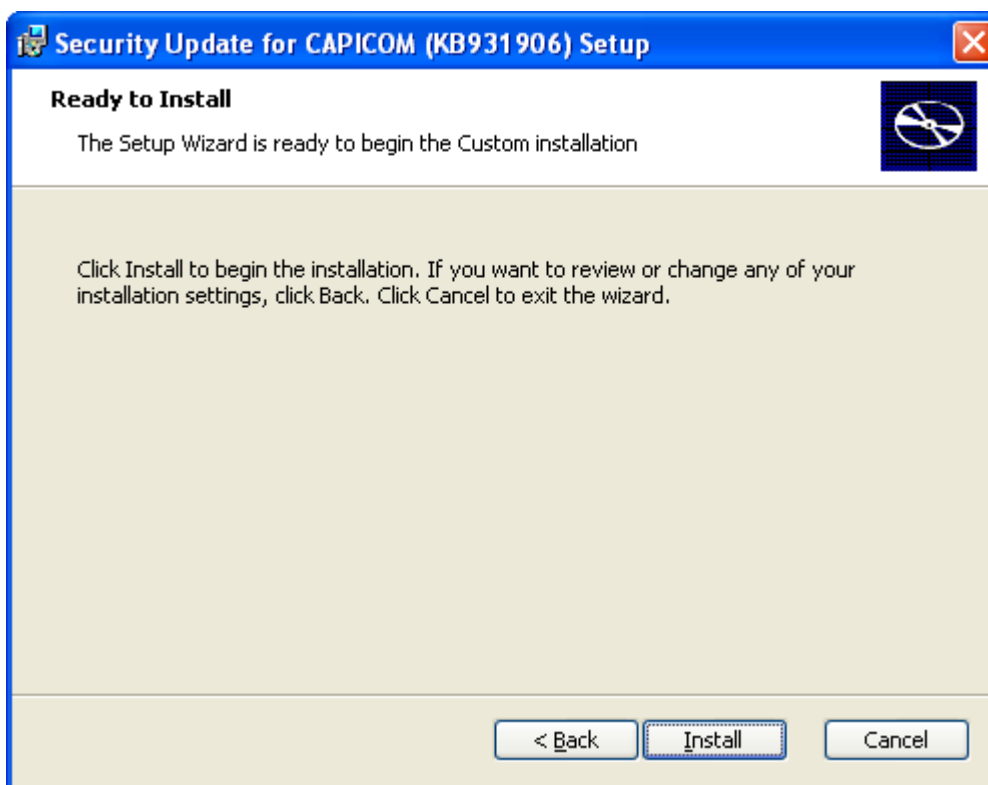 Security Update for CAPICOM (KB931906) Setup
Ready to Install
The Setup Wizard is ready to begin the Custom installation
Click Install to begin the installation. If you want to review or change any of your
installation settings, click Back. Click Cancel to exit the wizard.
< Back
Install
Cancel